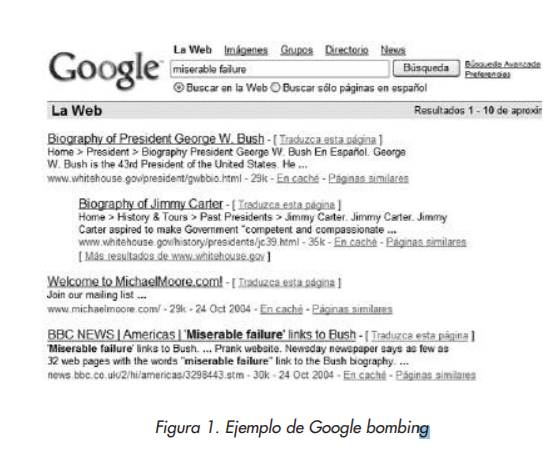 La Web Imágenes Grupos Directorio News
Google
miserable failure Búsqueda Búsqueda Avanzada
Preferencias
Buscar en la Web Buscar sólo páginas en español
La Web Resultados 1 - 10 de aproxir
Biography of President George W. Bush - [ Traduzca esta página ]
Home > President > Biography President George W. Bush En Español. George
W. Bush is the 43rd President of the United States. He ...
www.whitehouse.gov/president/gwbbio.html - 29k - En caché - Páginas similares
Biography of Jimmy Carter - [ Traduzca esta página ]
Home > History & Tours > Past Presidents > Jimmy Carter. Jimmy Carter. Jimmy
Carter aspired to make Government "competent and compassionate ...
www.whitehouse.gov/history/presidents/jc39.html - 35k - En caché - Páginas similares
[ Más resultados de www.whitehouse.gov ]
Welcome to MichaelMoore.com! - [ Traduzca esta página ]
Join our mailing list ...
www.michaelmoore.com/ - 29k - 24 Oct 2004 - En caché - Páginas similares
BBC NEWS | Americas | 'Miserable failure' links to Bush - [ Traduzca esta página ]
'Miserable failure' links to Bush. ... Prank website. Newsday newspaper says as few as
32 web pages with the words "miserable failure" link to the Bush biography. ...
news.bbc.co.uk/2/hi/americas/3298443.stm - 30k - 24 Oct 2004 - En caché - Páginas similares
Figura 1. Ejemplo de Google bombing